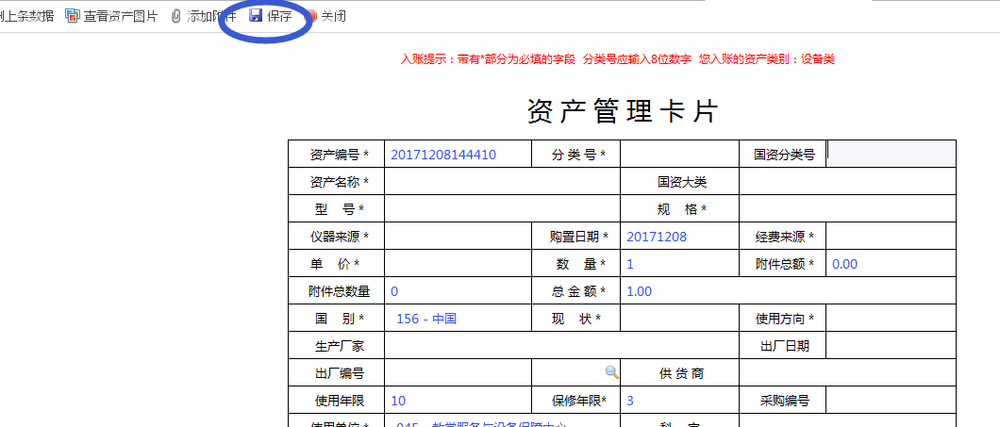 上条数据 查看资产图片 添加附件 保存 关闭
入账提示：带有*部分为必填的字段 分类号应输入8位数字 您入账的资产类别：设备类
资产管理卡片
资产编号 * 20171208144410 分 类 号 * 国资分类号
资产名称 * 国资大类
型 号 * 规 格 *
仪器来源 * 购置日期 * 20171208 经费来源 *
单 价 * 数 量 * 1 附件总额 * 0.00
附件总数量 0 总 金 额 * 1.00
国 别 * 156 - 中国 现 状 * 使用方向 *
生产厂家 出厂日期
出厂编号 供 货 商
使用年限 10 保修年限* 3 采购编号
使用单位 * 045 - 教学服务与设备保障中心 科 室